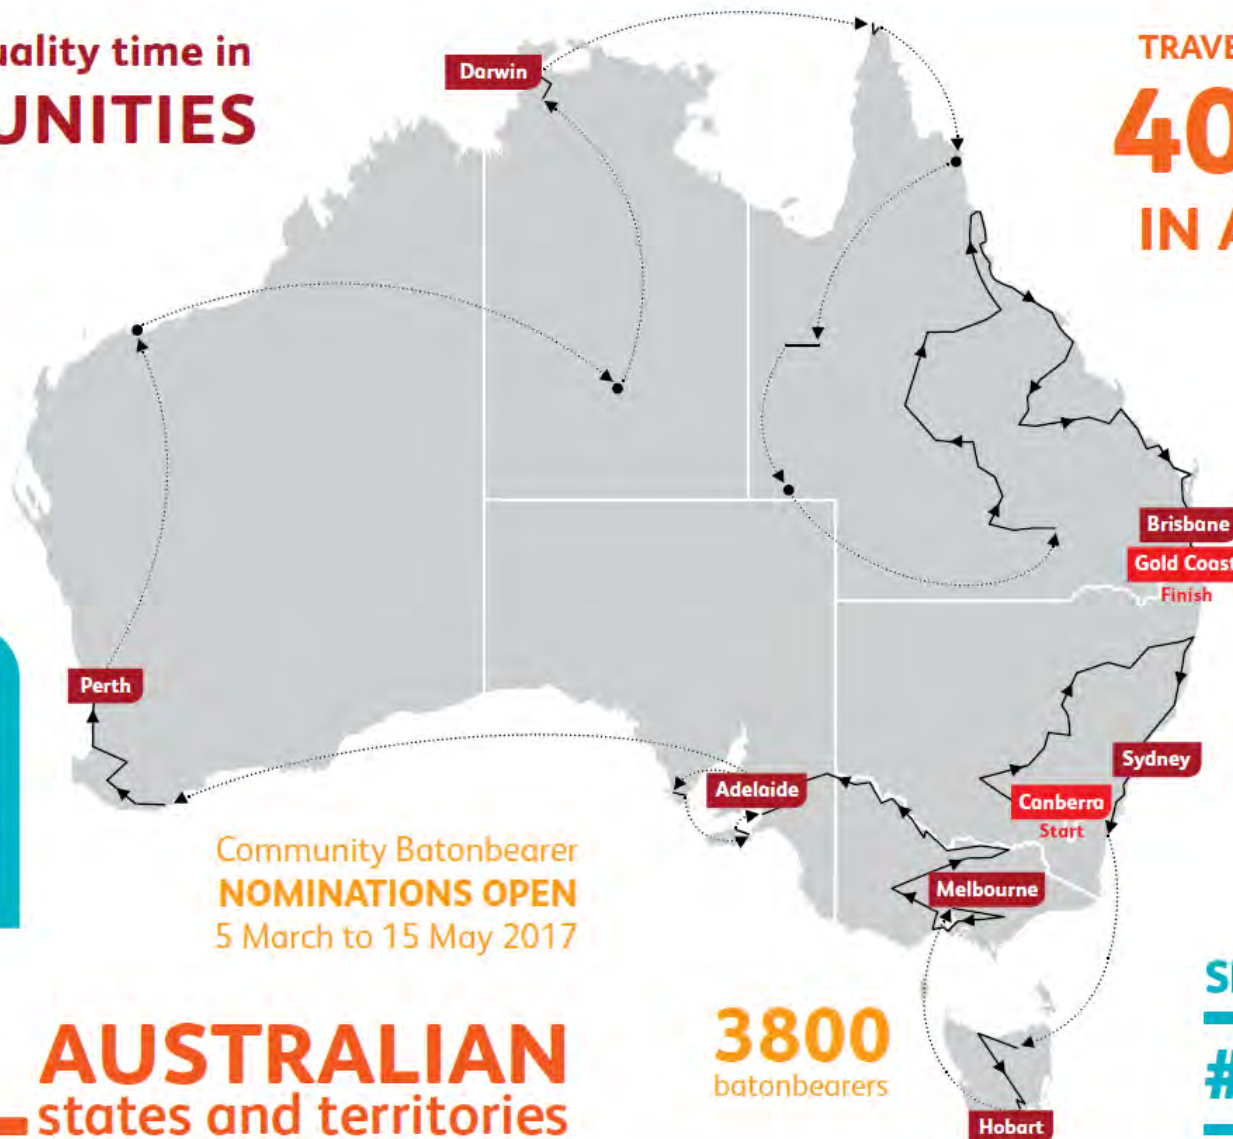 uality time in
UNITIES
Darwin
TRAVE
40
IN A
Brisbane
Gold Coast
Finish
Perth
Sydney
Adelaide
Canberra
Start
Melbourne
Community Batonbearer
NOMINATIONS OPEN
5 March to 15 May 2017
3800
batonbearers
AUSTRALIAN
states and territories
Hobart
#